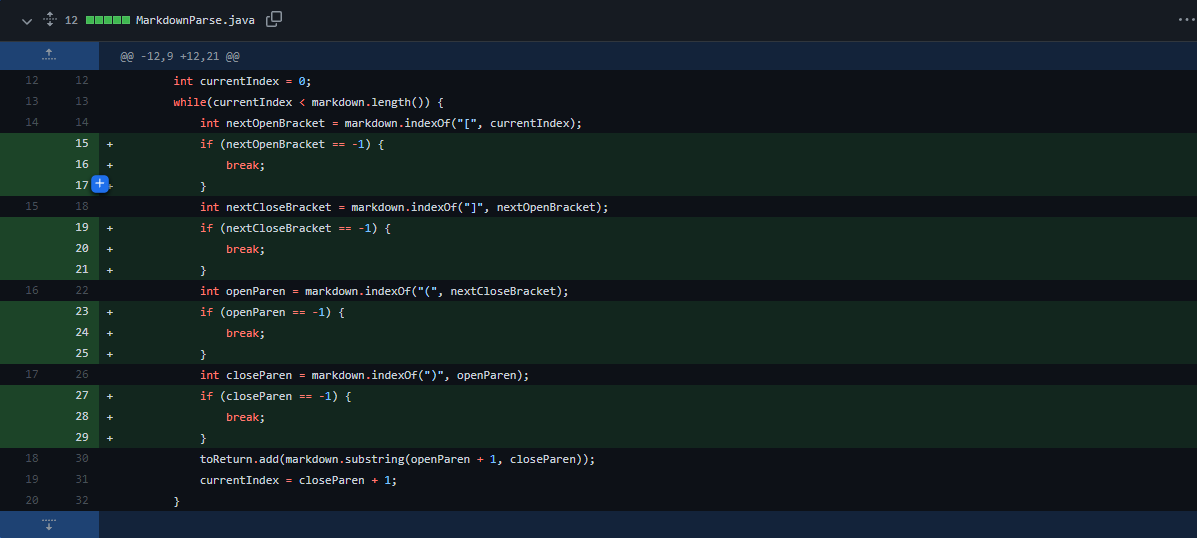 12 MarkdownParse.java
@@ -12,9 +12,21 @@
12 12 int currentIndex = 0;
13 13 while(currentIndex < markdown.length()) {
14 14 int nextOpenBracket = markdown.indexOf("[", currentIndex);
15 + if (nextOpenBracket == -1) {
16 + break;
17 + }
15 18 int nextCloseBracket = markdown.indexOf("]", nextOpenBracket);
19 + if (nextCloseBracket == -1) {
20 + break;
21 + }
16 22 int openParen = markdown.indexOf("(", nextCloseBracket);
23 + if (openParen == -1) {
24 + break;
25 + }
17 26 int closeParen = markdown.indexOf(")", openParen);
27 + if (closeParen == -1) {
28 + break;
29 + }
18 30 toReturn.add(markdown.substring(openParen + 1, closeParen));
19 31 currentIndex = closeParen + 1;
20 32 }